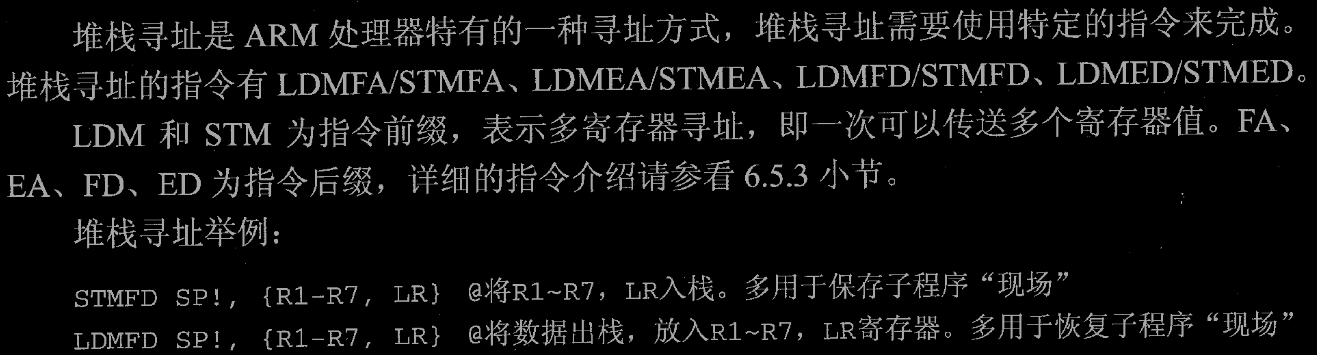 堆栈寻址是 ARM 处理器特有的一种寻址方式，堆栈寻址需要使用特定的指令来完成。
堆栈寻址的指令有 LDMFA/STMFA、LDMEA/STMEA、LDMFD/STMFD、LDMED/STMED。
LDM 和 STM 为指令前缀，表示多寄存器寻址，即一次可以传送多个寄存器值。FA、
EA、FD、ED 为指令后缀，详细的指令介绍请参看 6.5.3 小节。
堆栈寻址举例：
STMFD SP!, {R1-R7, LR} @将R1~R7，LR入栈。多用于保存子程序“现场”
LDMFD SP!, {R1-R7, LR} @将数据出栈，放入R1~R7，LR寄存器。多用于恢复子程序“现场”